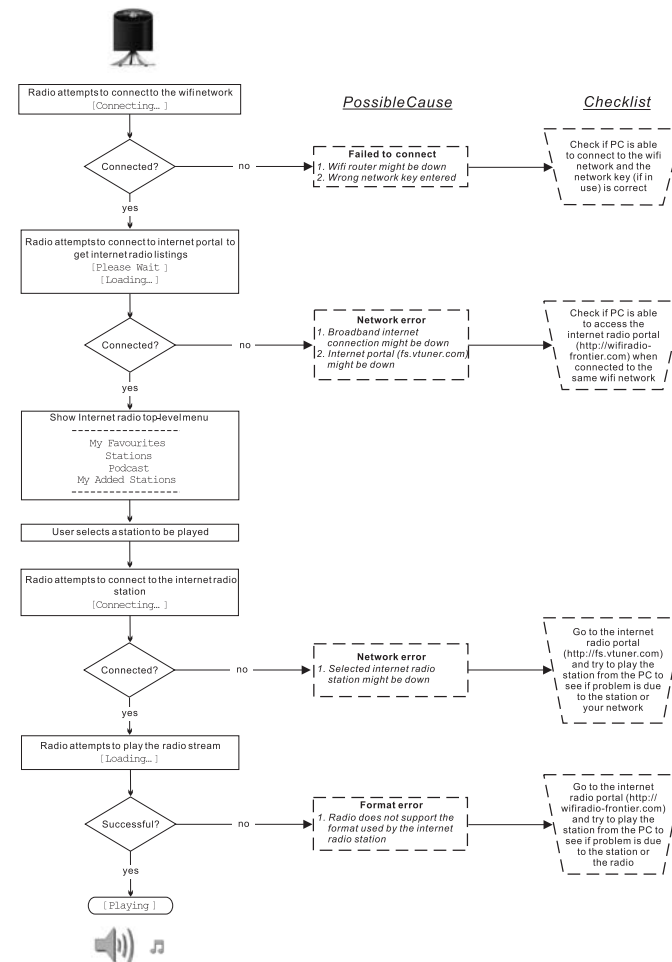 Radio attempts to connect to the wifi network
[Connecting… ]
Possible Cause
Checklist
Connected?
no
Failed to connect
1. Wifi router might be down
2. Wrong network key entered
Check if PC is able
to connect to the wifi
network and the
network key (if in
use) is correct
yes
Radio attempts to connect to internet portal to
get internet radio listings
[Please Wait ]
[Loading… ]
Connected?
no
Network error
1. Broadband internet
connection might be down
2. Internet portal (fs.vtuner.com)
might be down
Check if PC is able
to access the
internet radio portal
(http://wifiradio-
frontier.com) when
connected to the
same wifi network
yes
Show Internet radio top-level menu
My Favourites
Stations
Podcast
My Added Stations
User selects a station to be played
Radio attempts to connect to the internet radio
station
[Connecting… ]
Connected?
no
Network error
1. Selected internet radio
station might be down
Go to the internet
radio portal
(http://fs.vtuner.com)
and try to play the
station from the PC to
see if problem is due
to the station or
your network
yes
Radio attempts to play the radio stream
[Loading… ]
Successful?
no
Format error
1. Radio does not support the
format used by the internet
radio station
Go to the internet
radio portal (http://
wifiradio-frontier.com)
and try to play the
station from the PC to
see if problem is due
to the station or
the radio
yes
[Playing ]